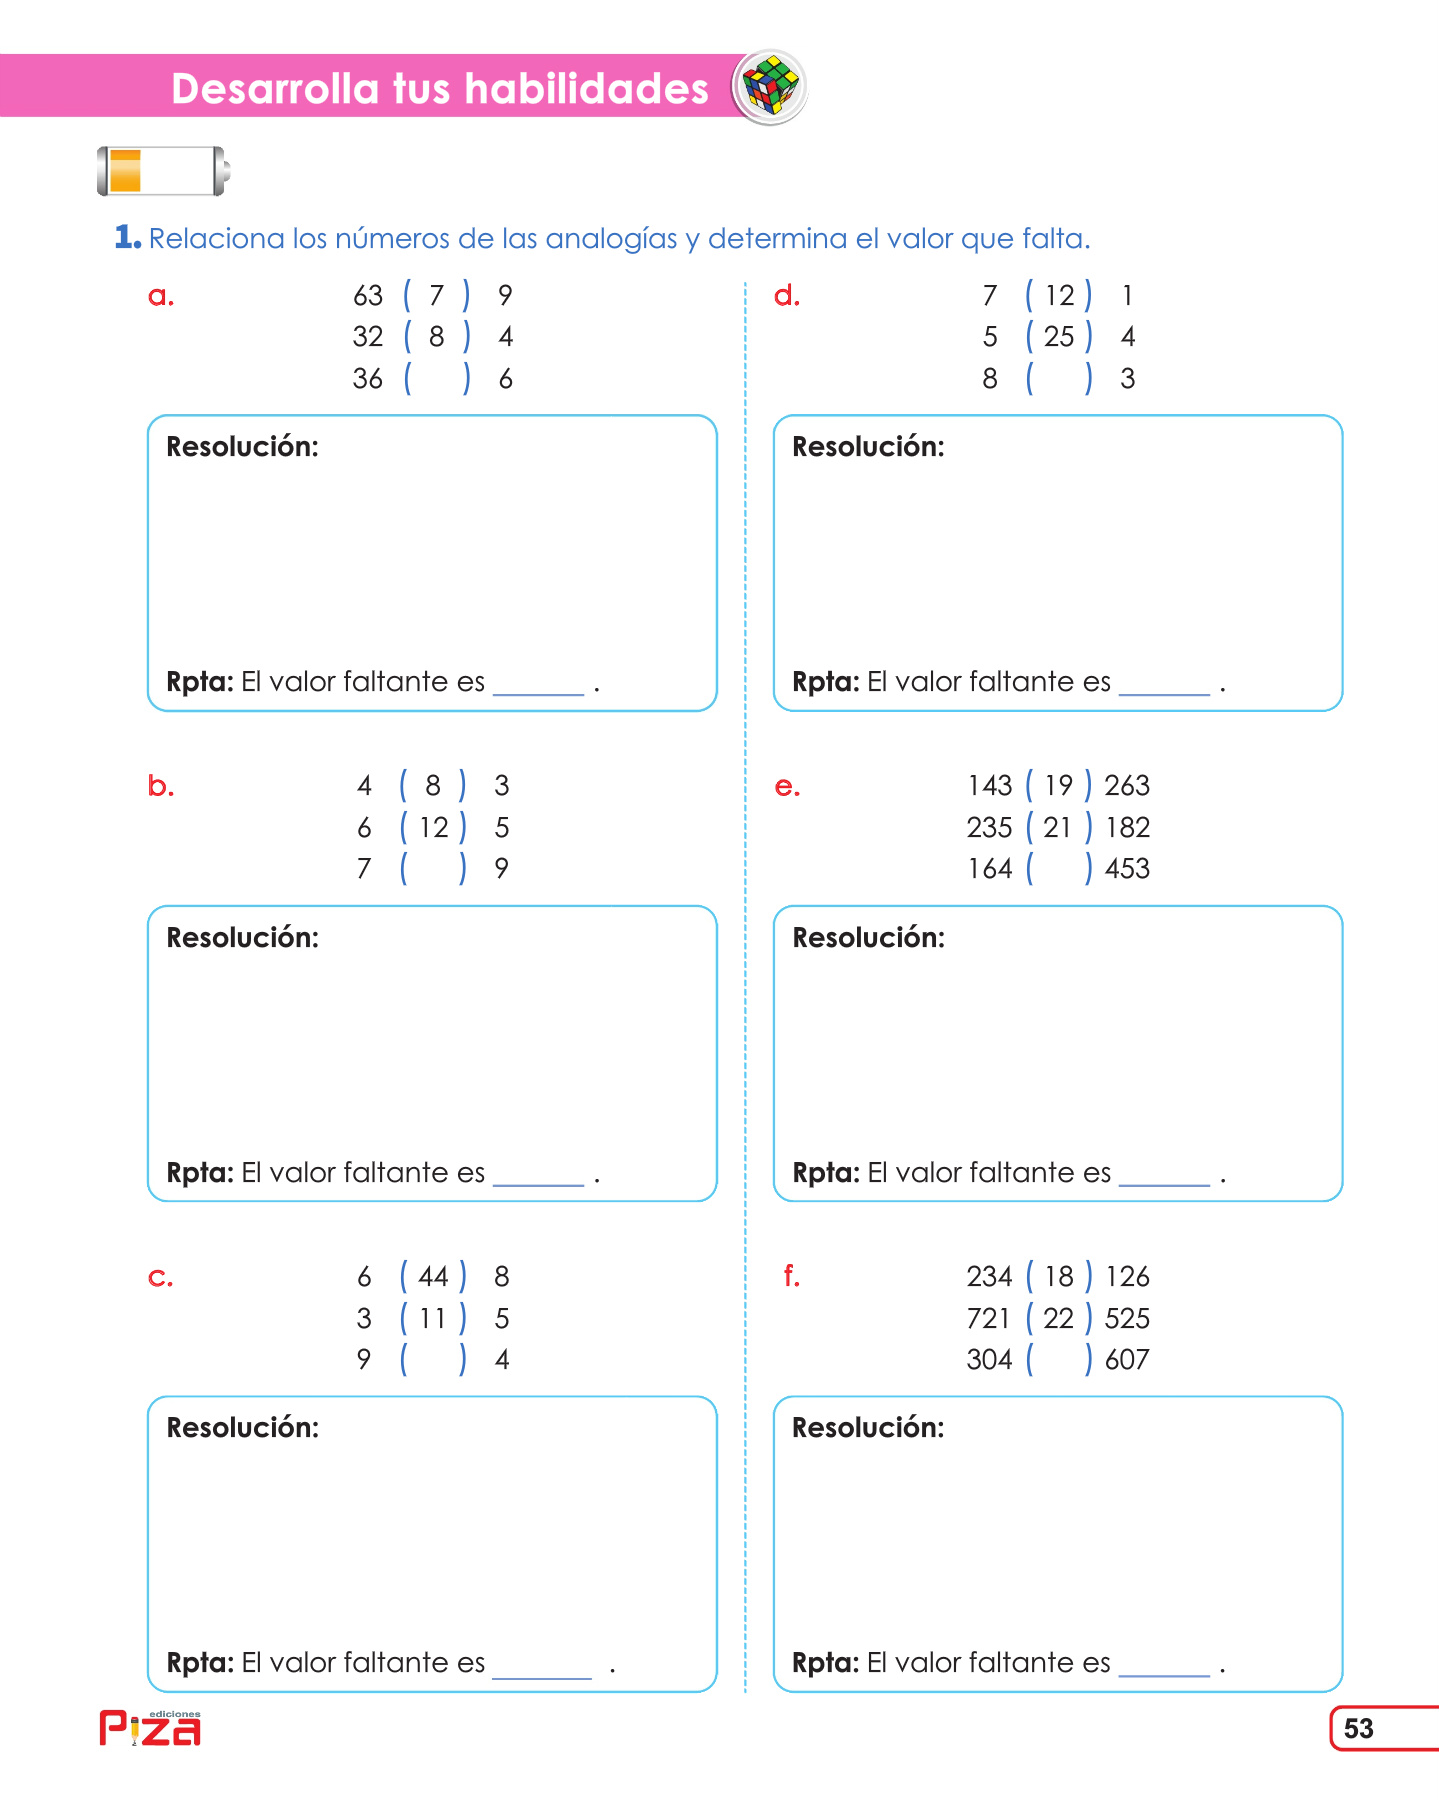 Desarrolla tus habilidades
1. Relaciona los números de las analogías y determina el valor que falta.
a.
63 ( 7 ) 9
32 ( 8 ) 4
36 ( ) 6
Resolución:
Rpta: El valor faltante es ______ .
b.
4 ( 8 ) 3
6 ( 12 ) 5
7 ( ) 9
Resolución:
Rpta: El valor faltante es ______ .
c.
6 ( 44 ) 8
3 ( 11 ) 5
9 ( ) 4
Resolución:
Rpta: El valor faltante es ______ .
d.
7 ( 12 ) 1
5 ( 25 ) 4
8 ( ) 3
Resolución:
Rpta: El valor faltante es ______ .
e.
143 ( 19 ) 263
235 ( 21 ) 182
164 ( ) 453
Resolución:
Rpta: El valor faltante es ______ .
f.
234 ( 18 ) 126
721 ( 22 ) 525
304 ( ) 607
Resolución:
Rpta: El valor faltante es ______ .
ediciones
Piza
53